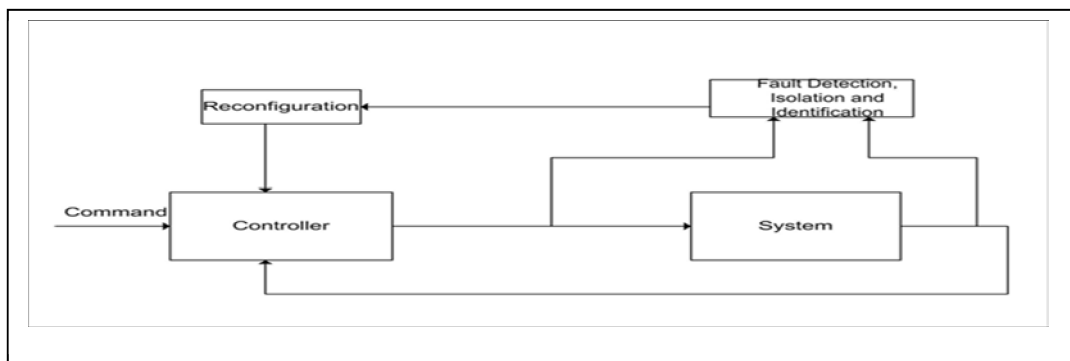 Fault Detection,
Isolation and
Identification
Reconfiguration
Command
Controller
System